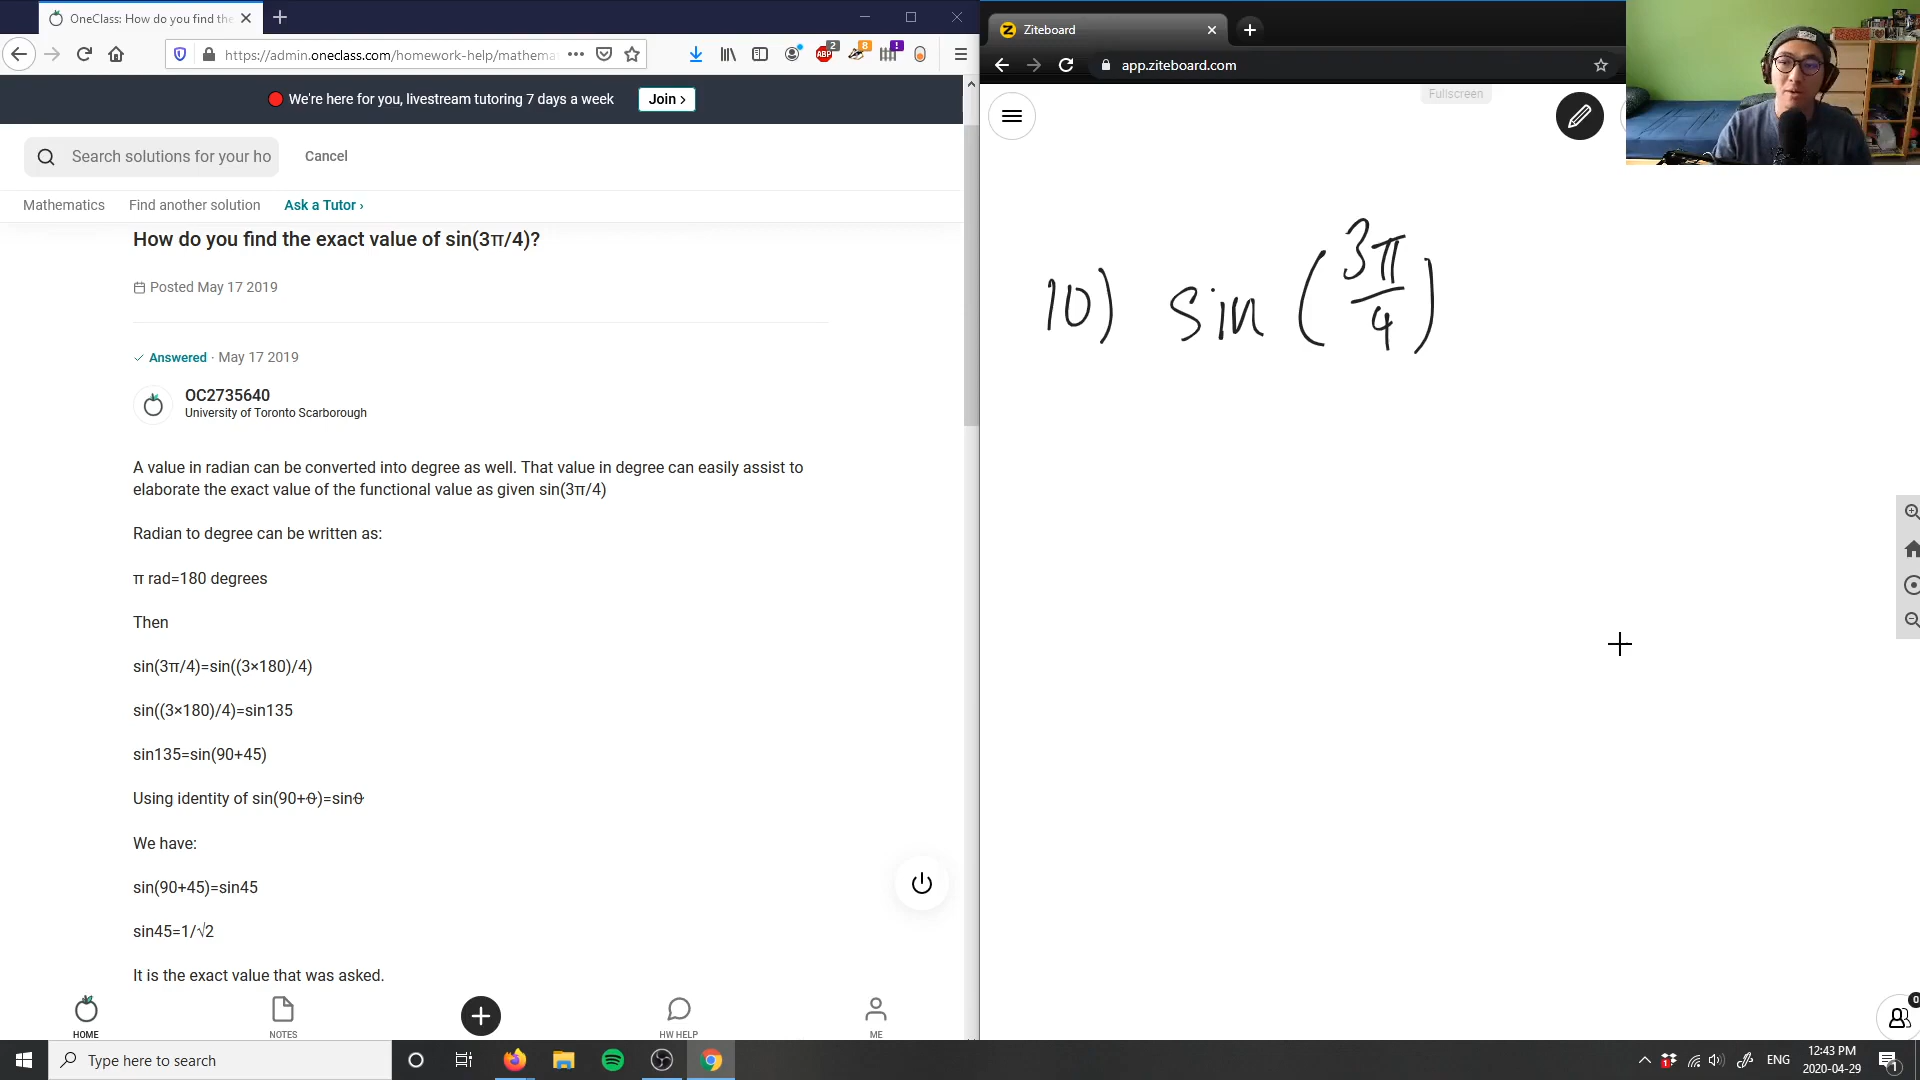 OneClass: How do you find the
https://admin.oneclass.com/homework-help/mathema
ABP
2
8
!
We're here for you, livestream tutoring 7 days a week
Join ›
Search solutions for your ho
Cancel
Mathematics
Find another solution
Ask a Tutor ›
How do you find the exact value of sin(3π/4)?
Posted May 17 2019
Answered · May 17 2019
OC2735640
University of Toronto Scarborough
A value in radian can be converted into degree as well. That value in degree can easily assist to
elaborate the exact value of the functional value as given sin(3π/4)
Radian to degree can be written as:
π rad=180 degrees
Then
sin(3π/4)=sin((3×180)/4)
sin((3×180)/4)=sin135
sin135=sin(90+45)
Using identity of sin(90+θ)=sinθ
We have:
sin(90+45)=sin45
sin45=1/√2
It is the exact value that was asked.
HOME
NOTES
HW HELP
ME
Z
Ziteboard
app.ziteboard.com
Fullscreen
10) sin (3π/4)
0
Type here to search
ENG
12:43 PM
2020-04-29
1